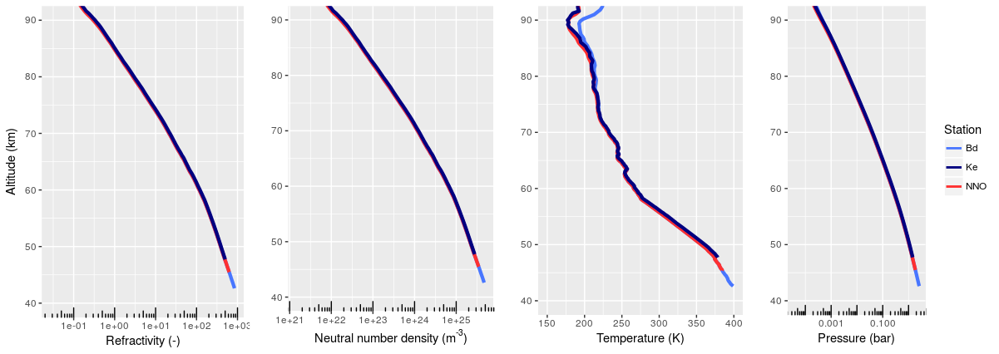 Altitude (km)
90
80
70
60
50
40
1e-01 1e+00 1e+01 1e+02 1e+03
Refractivity (-)
90
80
70
60
50
40
1e+21 1e+22 1e+23 1e+24 1e+25
Neutral number density (m-3)
90
80
70
60
50
40
150 200 250 300 350 400
Temperature (K)
90
80
70
60
50
40
0.001 0.100
Pressure (bar)
Station
Bd
Ke
NNO